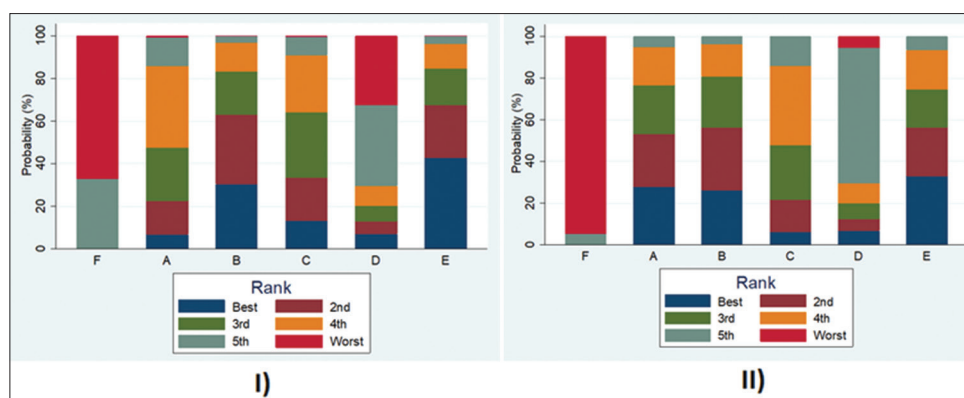 Probability (%)
100
80
60
40
20
0
F A B C D E
Rank
Best 2nd
3rd 4th
5th Worst
I)
Probability (%)
100
80
60
40
20
0
F A B C D E
Rank
Best 2nd
3rd 4th
5th Worst
II)